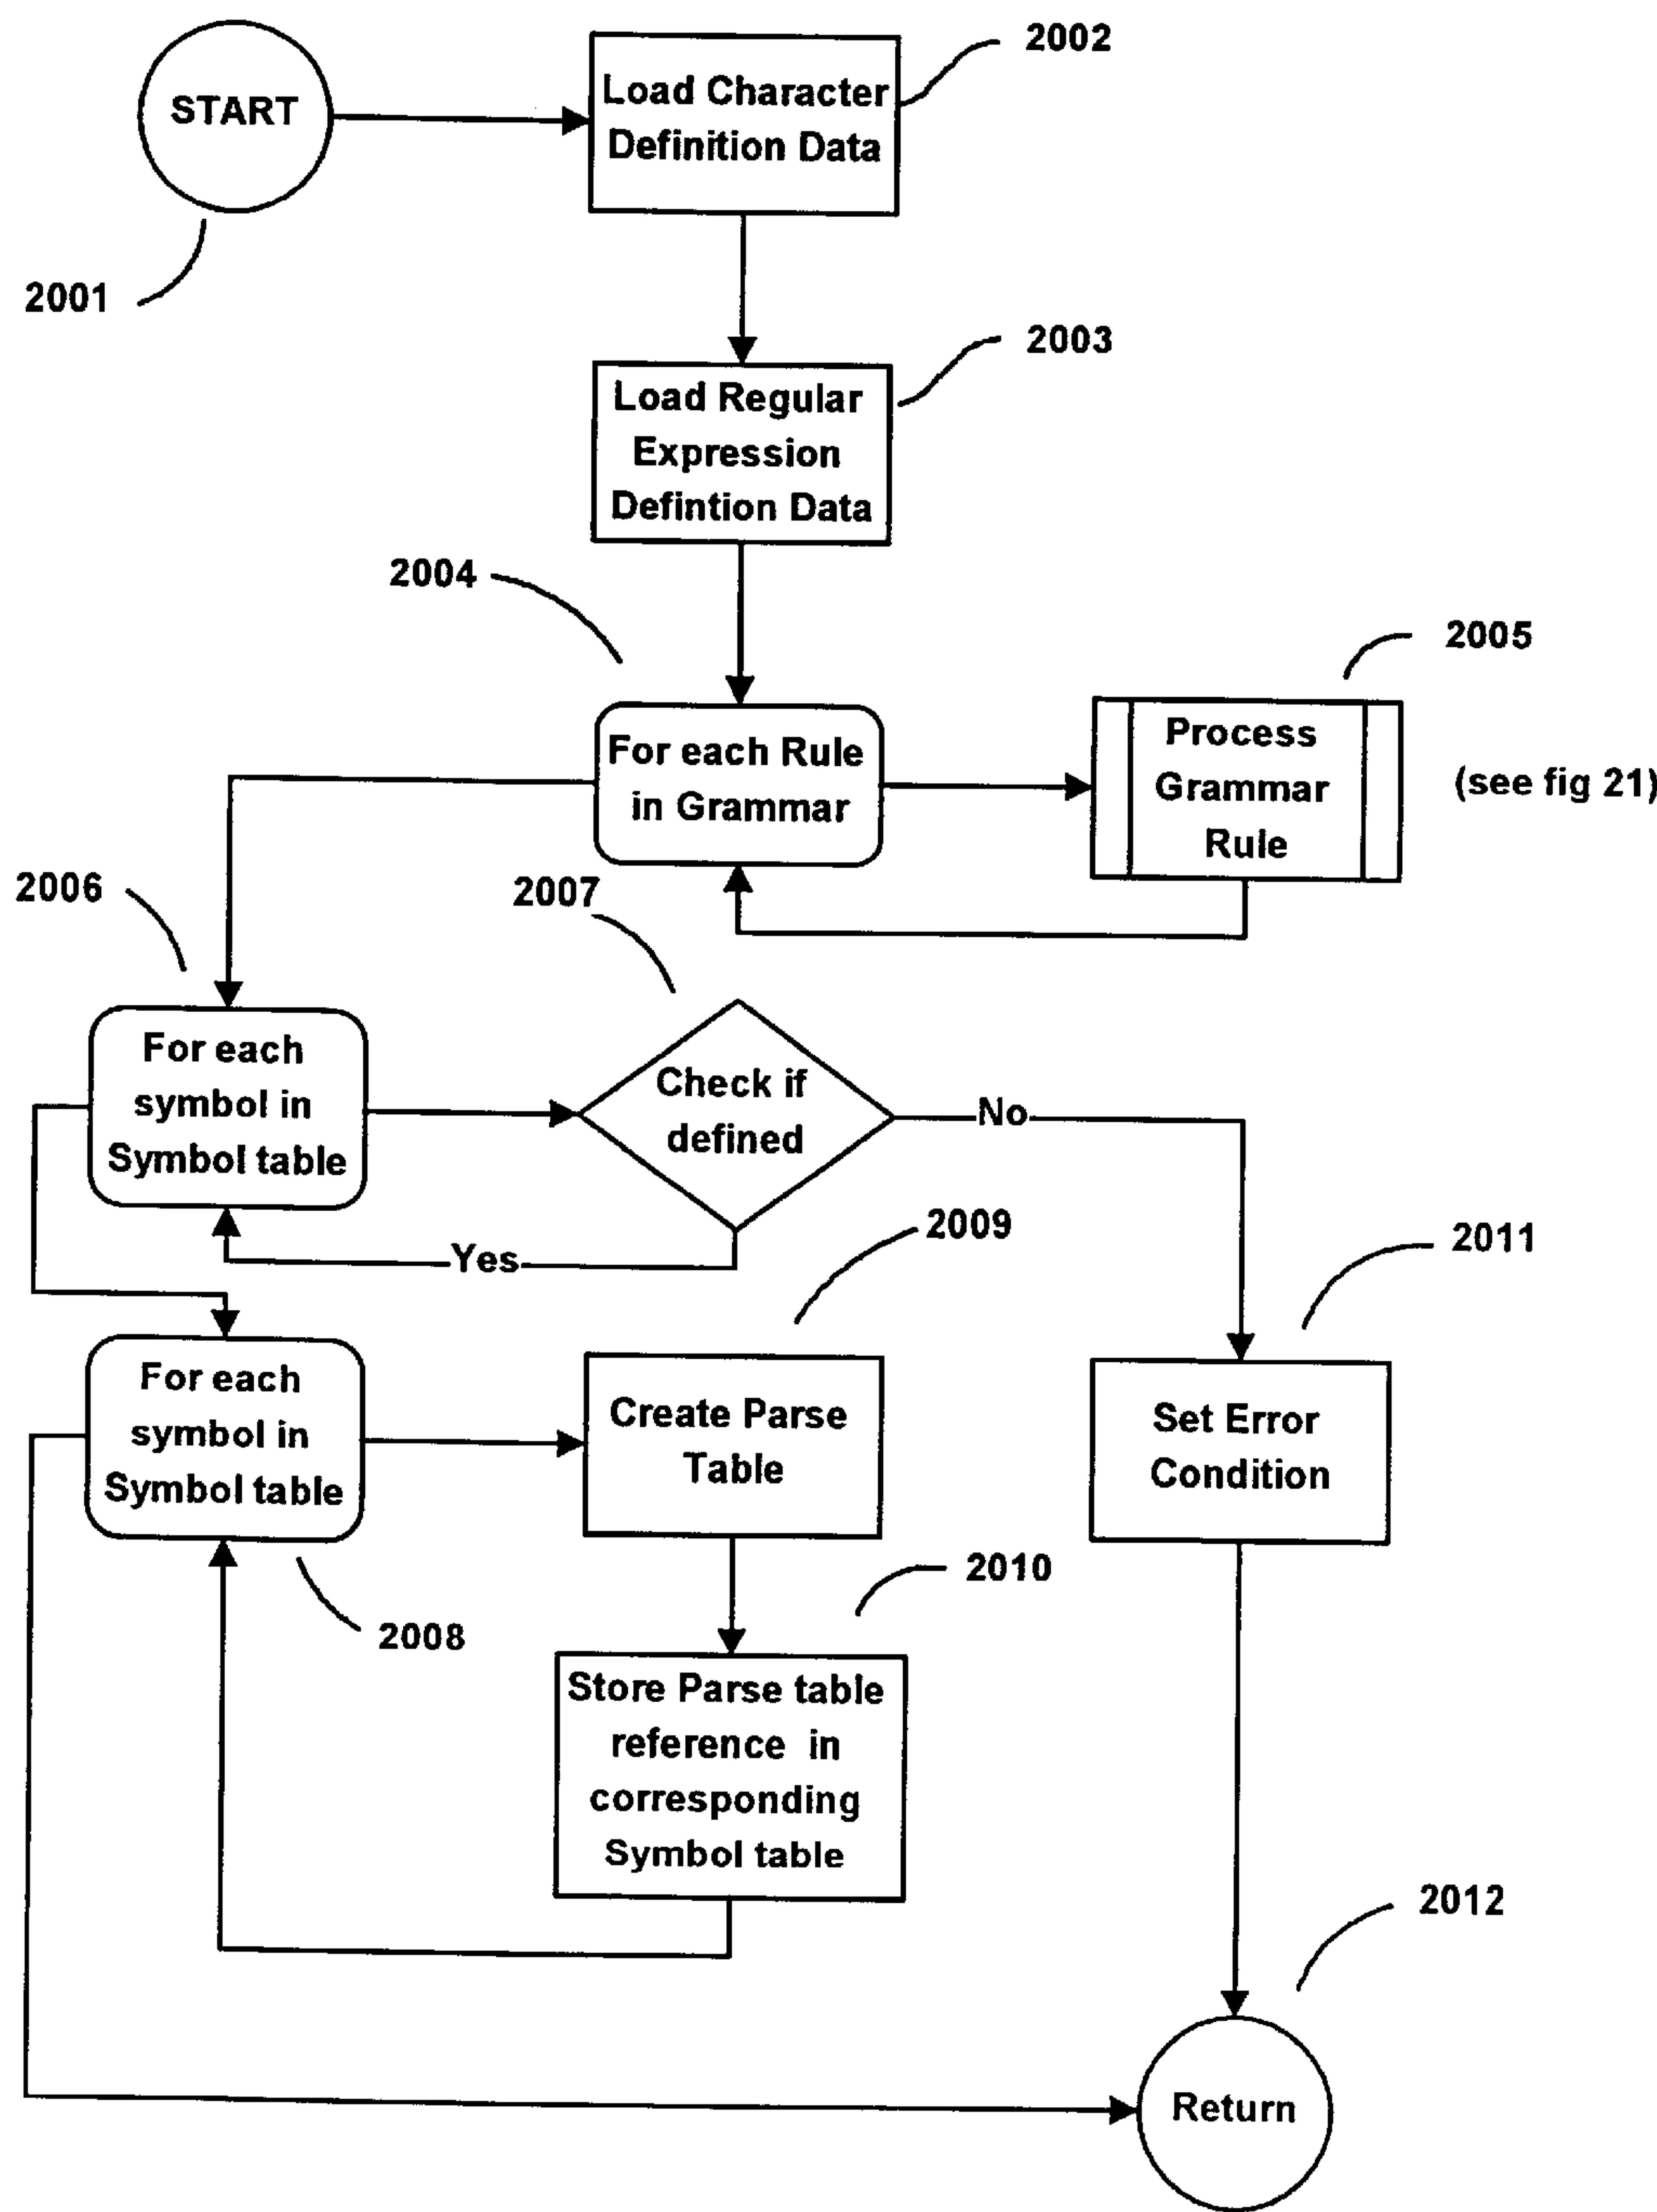 START
2001
Load Character
Definition Data
2002
Load Regular
Expression
Defintion Data
2003
2004
For each Rule
in Grammar
2005
Process
Grammar
Rule
(see fig 21)
2006
For each
symbol in
Symbol table
2007
Check if
defined
No
Yes
2009
2011
For each
symbol in
Symbol table
Create Parse
Table
Set Error
Condition
2008
2010
Store Parse table
reference in
corresponding
Symbol table
2012
Return